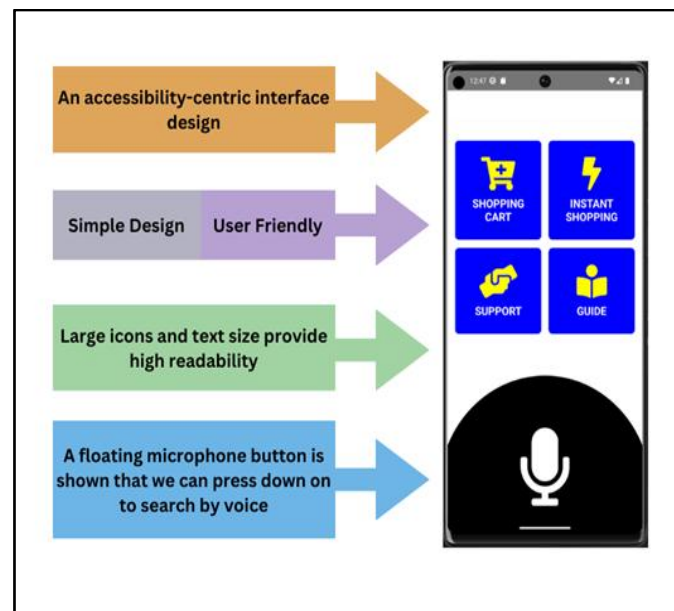 An accessibility-centric interface
design
Simple Design
User Friendly
Large icons and text size provide
high readability
A floating microphone button is
shown that we can press down on
to search by voice
12:47
SHOPPING
CART
INSTANT
SHOPPING
SUPPORT
GUIDE